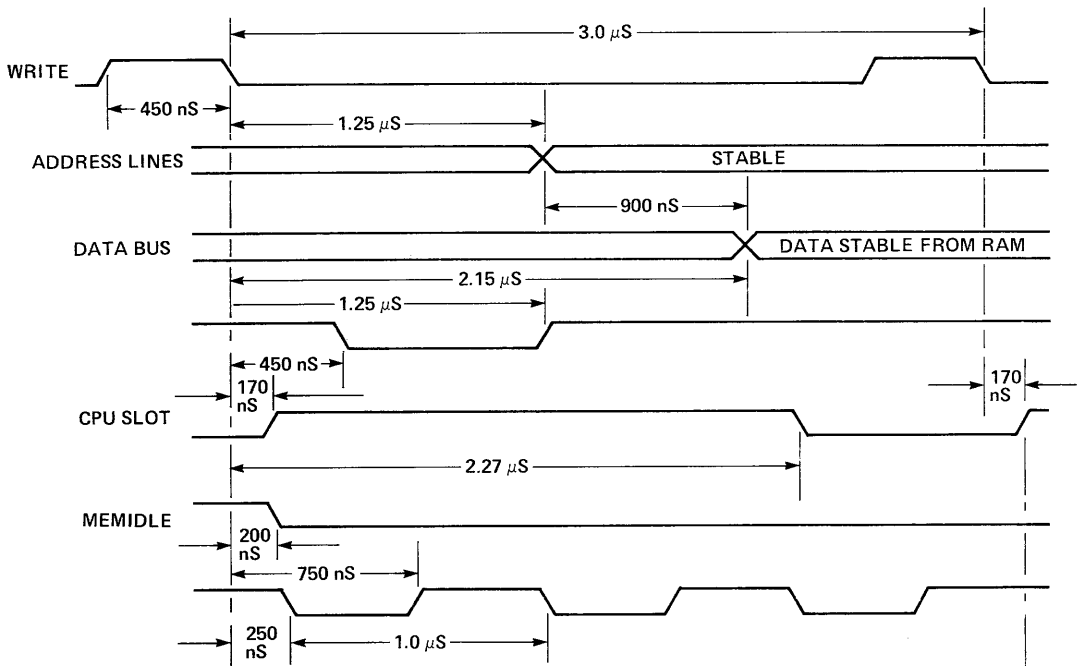 3.0 μS
WRITE
450 nS
1.25 μS
ADDRESS LINES
STABLE
900 nS
DATA BUS
DATA STABLE FROM RAM
2.15 μS
1.25 μS
450 nS
170 nS
170 nS
CPU SLOT
2.27 μS
MEMIDLE
200 nS
750 nS
250 nS
1.0 μS